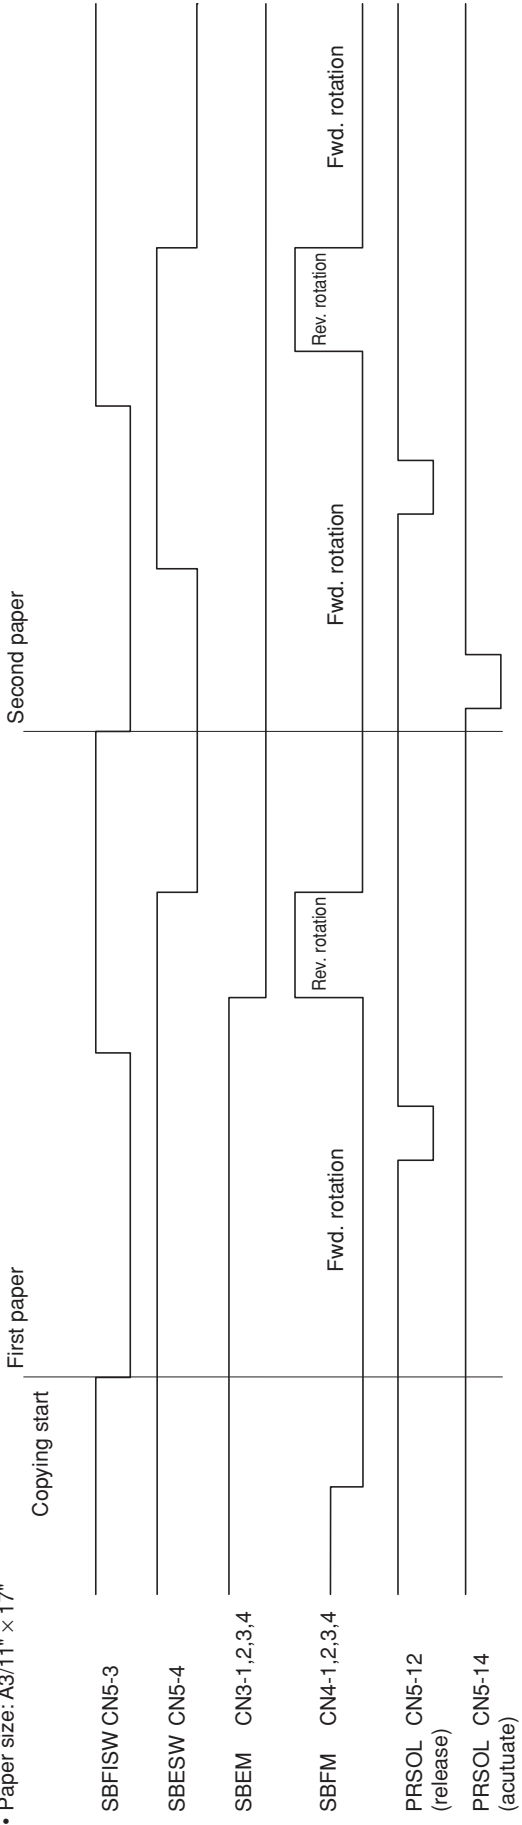 • Paper size: A3/11" × 17"
Copying start
First paper
Second paper
SBFISW CN5-3
SBESW CN5-4
SBEM CN3-1,2,3,4
SBFM CN4-1,2,3,4
Fwd. rotation
Rev. rotation
Fwd. rotation
Rev. rotation
Fwd. rotation
PRSOL CN5-12
(release)
PRSOL CN5-14
(acutuate)